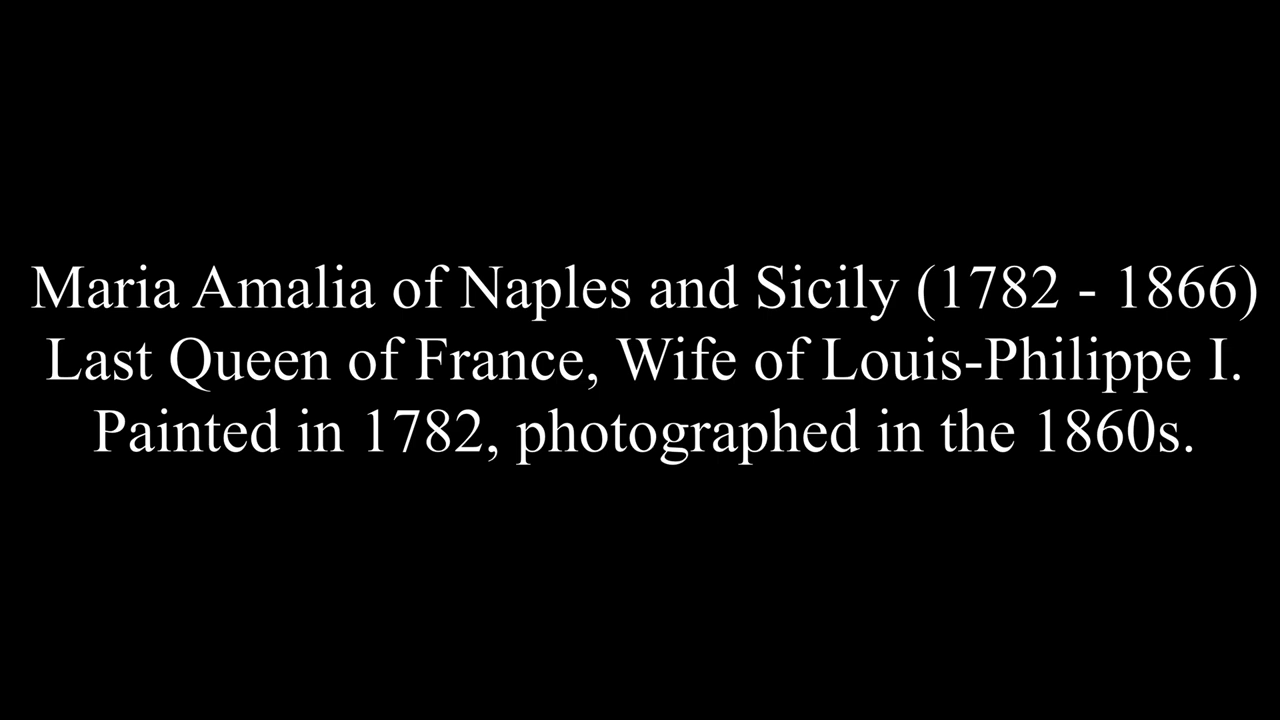 Maria Amalia of Naples and Sicily (1782 - 1866)
Last Queen of France, Wife of Louis-Philippe I.
Painted in 1782, photographed in the 1860s.